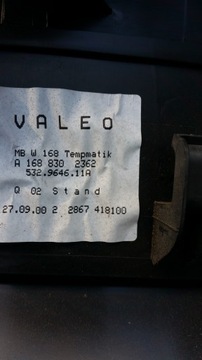 VALEO
MB W 168 Tempmatik
A 168 830 2362
532.9646.11A
Q 02 Stand
27.09.00 2 2867 418100